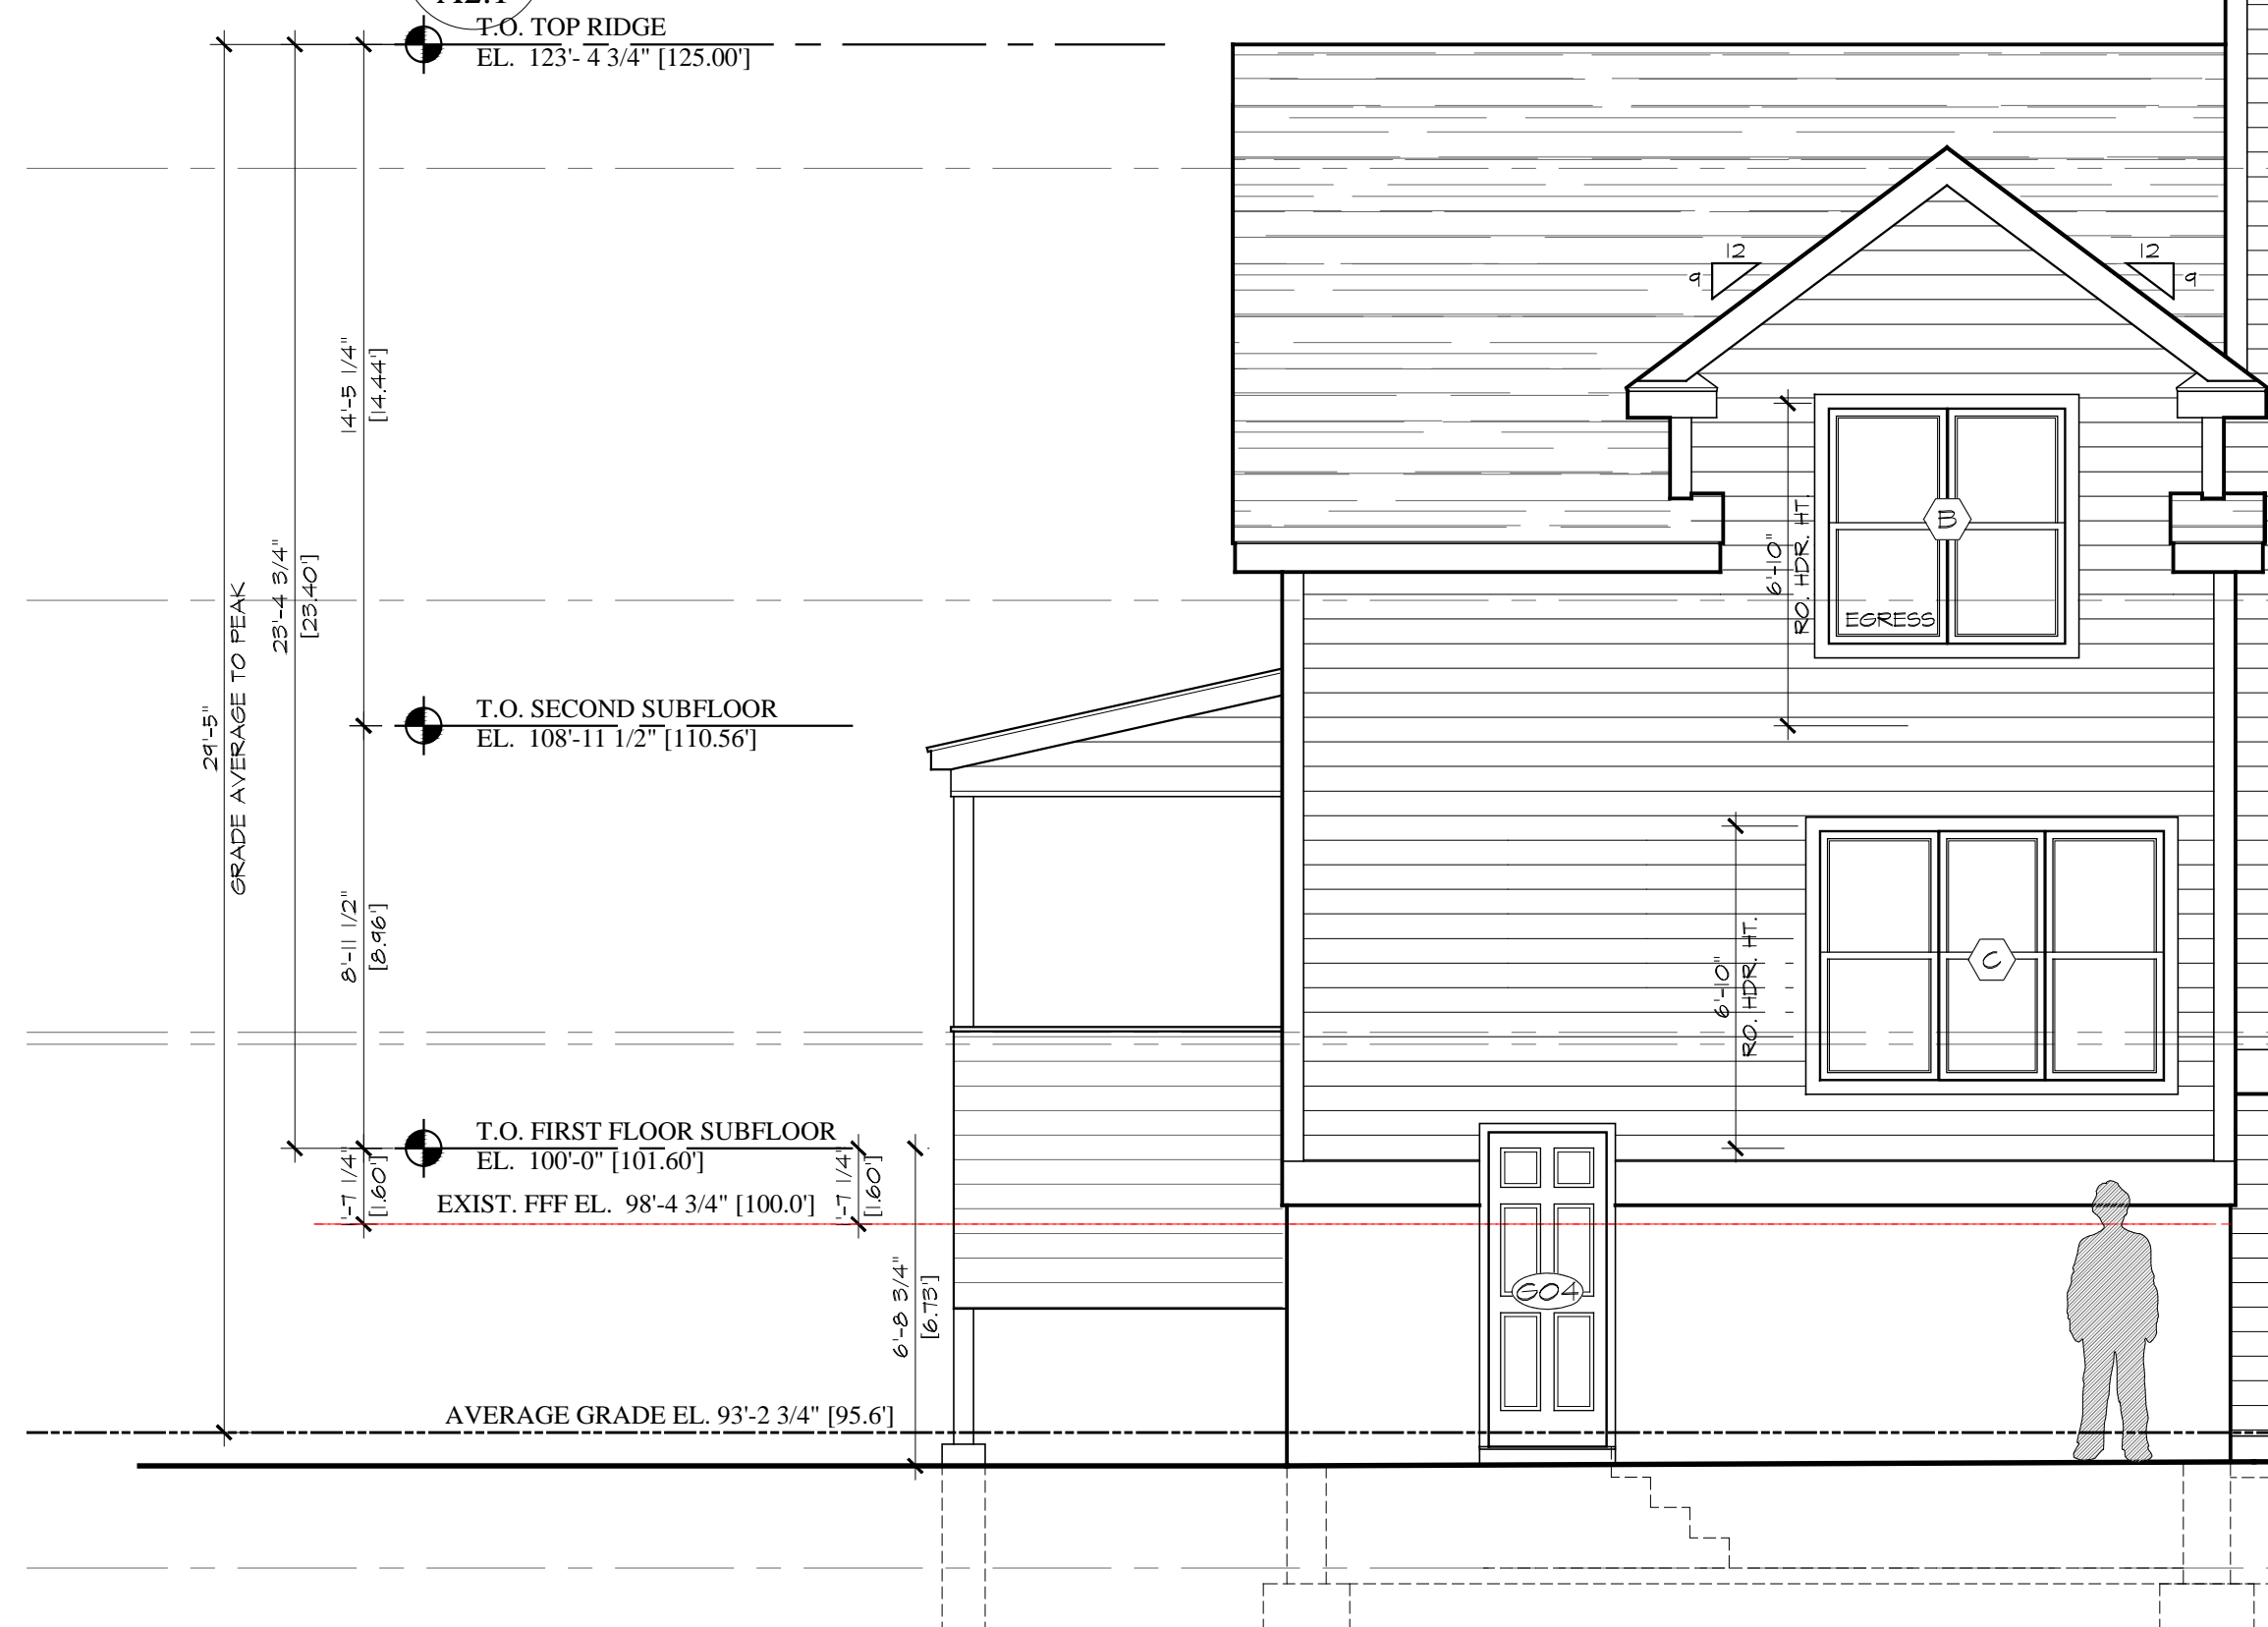 A2.1
T.O. TOP RIDGE
EL. 123'- 4 3/4" [125.00']
12
9
12
9
14'-5 1/4"
[14.44']
23'-4 3/4"
[23.40']
29'-5"
GRADE AVERAGE TO PEAK
6'-10"
RO. HDR. HT.
B
EGRESS
T.O. SECOND SUBFLOOR
EL. 108'-11 1/2" [110.56']
8'-11 1/2"
[8.96']
6'-10"
RO. HDR. HT.
C
T.O. FIRST FLOOR SUBFLOOR
EL. 100'-0" [101.60']
EXIST. FFF EL. 98'-4 3/4" [100.0']
1'-7 1/4"
[1.60']
1'-7 1/4"
[1.60']
6'-8 3/4"
[6.73']
G04
AVERAGE GRADE EL. 93'-2 3/4" [95.6']